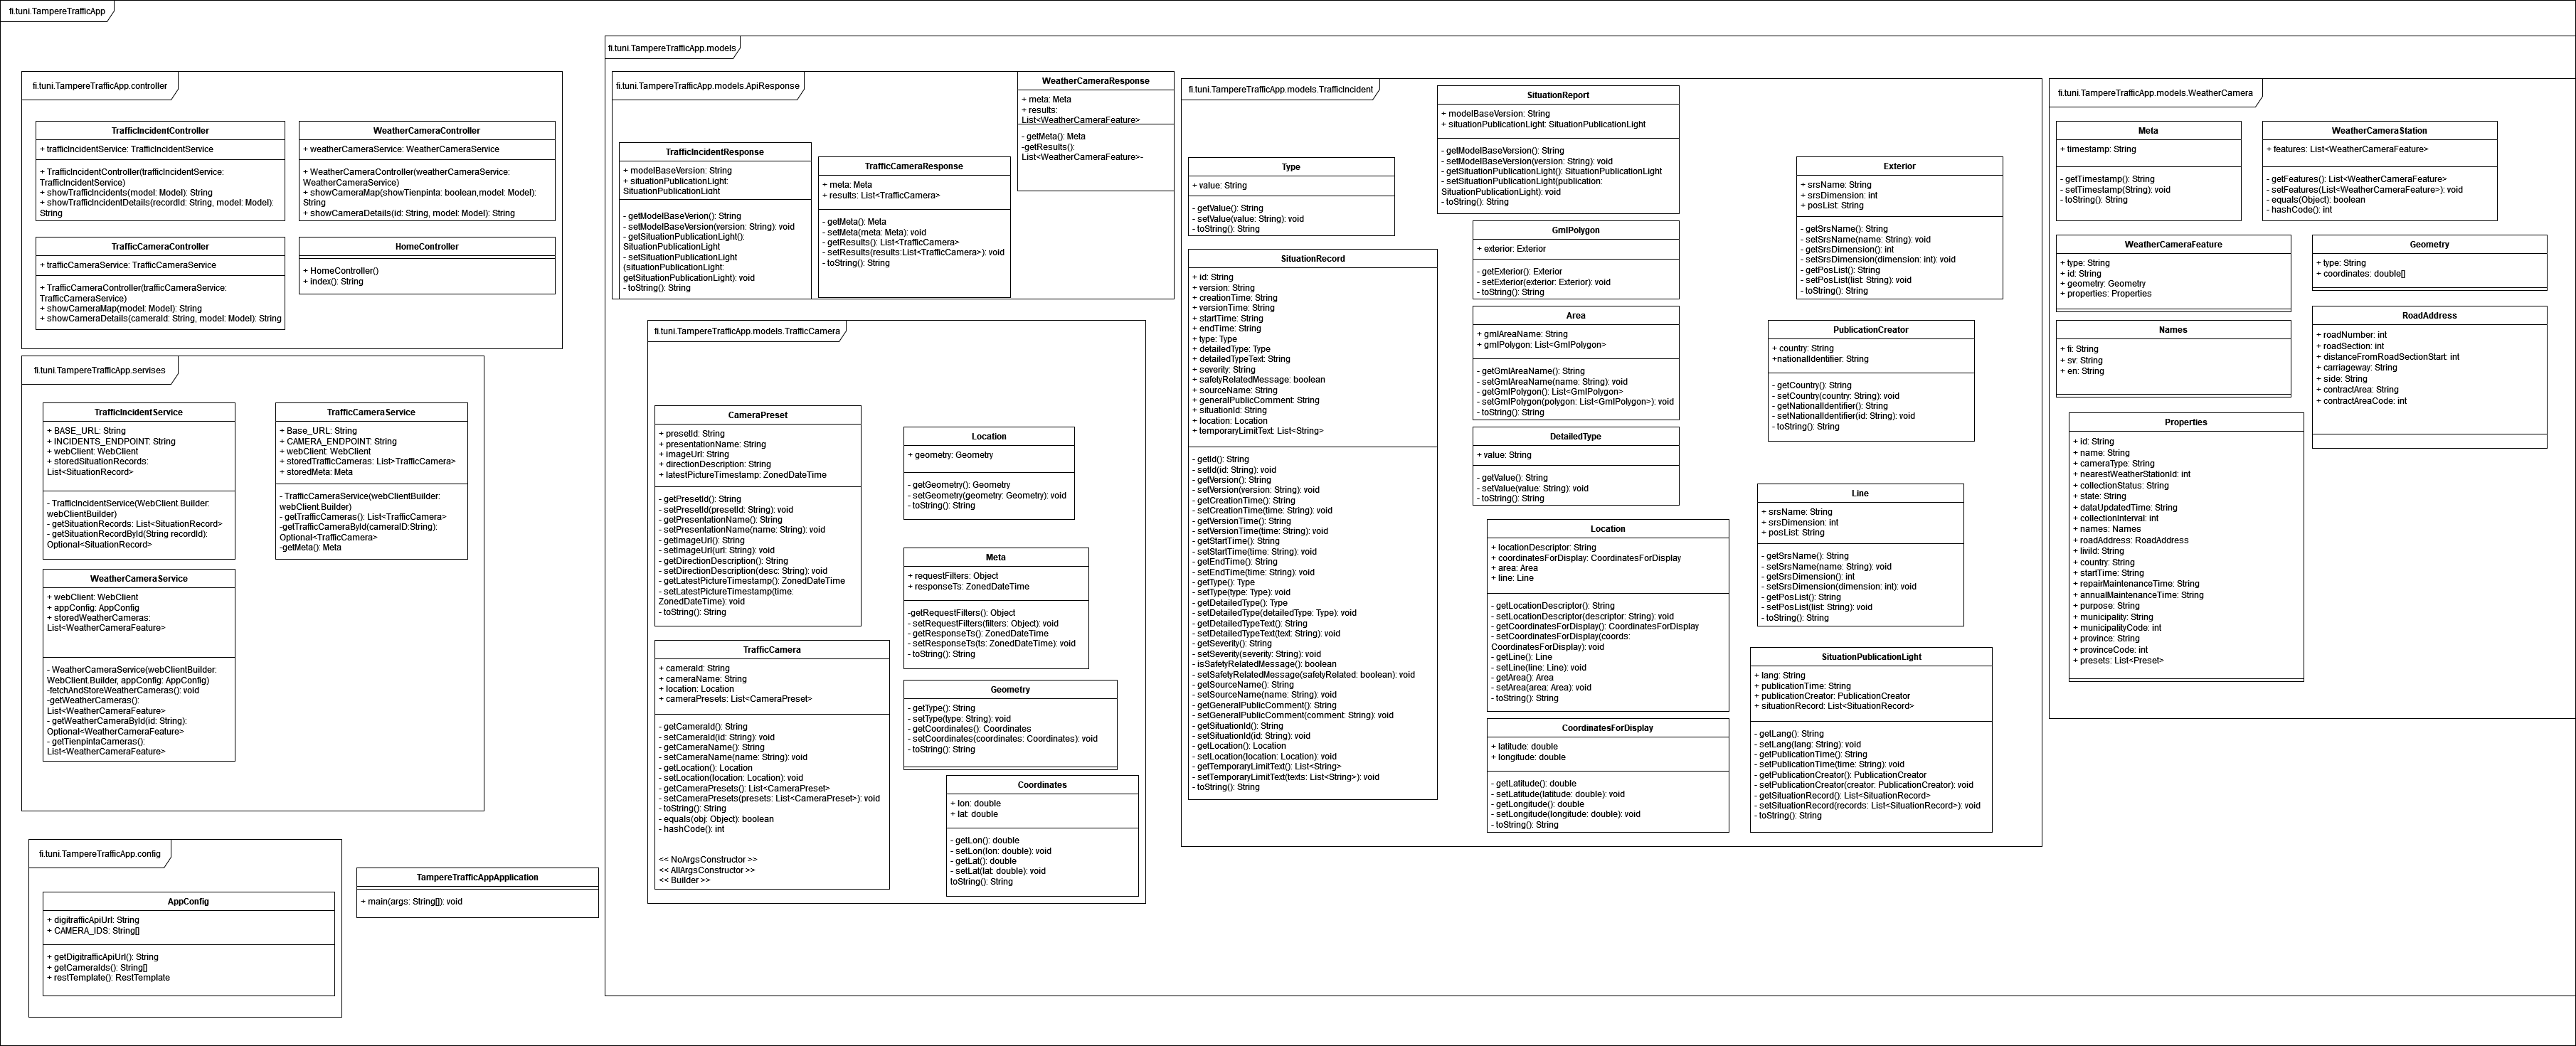 fi.tuni.TampereTrafficApp
fi.tuni.TampereTrafficApp.controller
TrafficIncidentController
+ trafficIncidentService: TrafficIncidentService
+ TrafficIncidentController(trafficIncidentService:
TrafficIncidentService)
+ showTrafficIncidents(model: Model): String
+ showTrafficIncidentDetails(recordId: String, model: Model):
String
WeatherCameraController
+ weatherCameraService: WeatherCameraService
+ WeatherCameraController(weatherCameraService:
WeatherCameraService)
+ showCameraMap(showTienpinta: boolean,model: Model):
String
+ showCameraDetails(id: String, model: Model): String
TrafficCameraController
+ trafficCameraService: TrafficCameraService
+ TrafficCameraController(trafficCameraService:
TrafficCameraService)
+ showCameraMap(model: Model): String
+ showCameraDetails(cameraId: String, model: Model): String
HomeController
+ HomeController()
+ index(): String
fi.tuni.TampereTrafficApp.servises
TrafficIncidentService
+ BASE_URL: String
+ INCIDENTS_ENDPOINT: String
+ webClient: WebClient
+ storedSituationRecords:
List<SituationRecord>
- TrafficIncidentService(WebClient.Builder:
webClientBuilder)
- getSituationRecords: List<SituationRecord>
- getSituationRecordById(String recordId):
Optional<SituationRecord>
TrafficCameraService
+ Base_URL: String
+ CAMERA_ENDPOINT: String
+ webClient: WebClient
+ storedTrafficCameras: List>TrafficCamera>
+ storedMeta: Meta
- TrafficCameraService(webClientBuilder:
webClient.Builder)
- getTrafficCameras(): List<TrafficCamera>
-getTrafficCameraById(cameraID:String):
Optional<TrafficCamera>
-getMeta(): Meta
WeatherCameraService
+ webClient: WebClient
+ appConfig: AppConfig
+ storedWeatherCameras:
List<WeatherCameraFeature>
- WeatherCameraService(webClientBuilder:
WebClient.Builder, appConfig: AppConfig)
-fetchAndStoreWeatherCameras(): void
-getWeatherCameras():
List<WeatherCameraFeature>
- getWeatherCameraById(id: String):
Optional<WeatherCameraFeature>
- getTienpintaCameras():
List<WeatherCameraFeature>
fi.tuni.TampereTrafficApp.config
AppConfig
+ digitrafficApiUrl: String
+ CAMERA_IDS: String[]
+ getDigitrafficApiUrl(): String
+ getCameraIds(): String[]
+ restTemplate(): RestTemplate
TampereTrafficAppApplication
+ main(args: String[]): void
fi.tuni.TampereTrafficApp.models
fi.tuni.TampereTrafficApp.models.ApiResponse
TrafficIncidentResponse
+ modelBaseVersion: String
+ situationPublicationLight:
SituationPublicationLight
- getModelBaseVerion(): String
- setModelBaseVersion(version: String): void
- getSituationPublicationLight():
SituationPublicationLight
- setSituationPublicationLight
(situationPublicationLight:
getSituationPublicationLight): void
- toString(): String
TrafficCameraResponse
+ meta: Meta
+ results: List<TrafficCamera>
- getMeta(): Meta
- setMeta(meta: Meta): void
- getResults(): List<TrafficCamera>
- setResults(results:List<TrafficCamera>): void
- toString(): String
WeatherCameraResponse
+ meta: Meta
+ results:
List<WeatherCameraFeature>
- getMeta(): Meta
-getResults():
List<WeatherCameraFeature>-
fi.tuni.TampereTrafficApp.models.TrafficCamera
CameraPreset
+ presetId: String
+ presentationName: String
+ imageUrl: String
+ directionDescription: String
+ latestPictureTimestamp: ZonedDateTime
- getPresetId(): String
- setPresetId(presetId: String): void
- getPresentationName(): String
- setPresentationName(name: String): void
- getImageUrl(): String
- setImageUrl(url: String): void
- getDirectionDescription(): String
- setDirectionDescription(desc: String): void
- getLatestPictureTimestamp(): ZonedDateTime
- setLatestPictureTimestamp(time:
ZonedDateTime): void
- toString(): String
TrafficCamera
+ cameraId: String
+ cameraName: String
+ location: Location
+ cameraPresets: List<CameraPreset>
- getCameraId(): String
- setCameraId(id: String): void
- getCameraName(): String
- setCameraName(name: String): void
- getLocation(): Location
- setLocation(location: Location): void
- getCameraPresets(): List<CameraPreset>
- setCameraPresets(presets: List<CameraPreset>): void
- toString(): String
- equals(obj: Object): boolean
- hashCode(): int
<< NoArgsConstructor >>
<< AllArgsConstructor >>
<< Builder >>
Location
+ geometry: Geometry
- getGeometry(): Geometry
- setGeometry(geometry: Geometry): void
- toString(): String
Meta
+ requestFilters: Object
+ responseTs: ZonedDateTime
-getRequestFilters(): Object
- setRequestFilters(filters: Object): void
- getResponseTs(): ZonedDateTime
- setResponseTs(ts: ZonedDateTime): void
- toString(): String
Geometry
- getType(): String
- setType(type: String): void
- getCoordinates(): Coordinates
- setCoordinates(coordinates: Coordinates): void
- toString(): String
Coordinates
+ lon: double
+ lat: double
- getLon(): double
- setLon(lon: double): void
- getLat(): double
- setLat(lat: double): void
toString(): String
fi.tuni.TampereTrafficApp.models.TrafficIncident
Type
+ value: String
- getValue(): String
- setValue(value: String): void
- toString(): String
SituationRecord
+ id: String
+ version: String
+ creationTime: String
+ versionTime: String
+ startTime: String
+ endTime: String
+ type: Type
+ detailedType: Type
+ detailedTypeText: String
+ severity: String
+ safetyRelatedMessage: boolean
+ sourceName: String
+ generalPublicComment: String
+ situationId: String
+ location: Location
+ temporaryLimitText: List<String>
- getId(): String
- setId(id: String): void
- getVersion(): String
- setVersion(version: String): void
- getCreationTime(): String
- setCreationTime(time: String): void
- getVersionTime(): String
- setVersionTime(time: String): void
- getStartTime(): String
- setStartTime(time: String): void
- getEndTime(): String
- setEndTime(time: String): void
- getType(): Type
- setType(type: Type): void
- getDetailedType(): Type
- setDetailedType(detailedType: Type): void
- getDetailedTypeText(): String
- setDetailedTypeText(text: String): void
- getSeverity(): String
- setSeverity(severity: String): void
- isSafetyRelatedMessage(): boolean
- setSafetyRelatedMessage(safetyRelated: boolean): void
- getSourceName(): String
- setSourceName(name: String): void
- getGeneralPublicComment(): String
- setGeneralPublicComment(comment: String): void
- getSituationId(): String
- setSituationId(id: String): void
- getLocation(): Location
- setLocation(location: Location): void
- getTemporaryLimitText(): List<String>
- setTemporaryLimitText(texts: List<String>): void
- toString(): String
SituationReport
+ modelBaseVersion: String
+ situationPublicationLight: SituationPublicationLight
- getModelBaseVersion(): String
- setModelBaseVersion(version: String): void
- getSituationPublicationLight(): SituationPublicationLight
- setSituationPublicationLight(publication:
SituationPublicationLight): void
- toString(): String
GmlPolygon
+ exterior: Exterior
- getExterior(): Exterior
- setExterior(exterior: Exterior): void
- toString(): String
Area
+ gmlAreaName: String
+ gmlPolygon: List<GmlPolygon>
- getGmlAreaName(): String
- setGmlAreaName(name: String): void
- getGmlPolygon(): List<GmlPolygon>
- setGmlPolygon(polygon: List<GmlPolygon>): void
- toString(): String
DetailedType
+ value: String
- getValue(): String
- setValue(value: String): void
- toString(): String
Location
+ locationDescriptor: String
+ coordinatesForDisplay: CoordinatesForDisplay
+ area: Area
+ line: Line
- getLocationDescriptor(): String
- setLocationDescriptor(descriptor: String): void
- getCoordinatesForDisplay(): CoordinatesForDisplay
- setCoordinatesForDisplay(coords:
CoordinatesForDisplay): void
- getLine(): Line
- setLine(line: Line): void
- getArea(): Area
- setArea(area: Area): void
- toString(): String
CoordinatesForDisplay
+ latitude: double
+ longitude: double
- getLatitude(): double
- setLatitude(latitude: double): void
- getLongitude(): double
- setLongitude(longitude: double): void
- toString(): String
Exterior
+ srsName: String
+ srsDimension: int
+ posList: String
- getSrsName(): String
- setSrsName(name: String): void
- getSrsDimension(): int
- setSrsDimension(dimension: int): void
- getPosList(): String
- setPosList(list: String): void
- toString(): String
PublicationCreator
+ country: String
+nationalIdentifier: String
- getCountry(): String
- setCountry(country: String): void
- getNationalIdentifier(): String
- setNationalIdentifier(id: String): void
- toString(): String
Line
+ srsName: String
+ srsDimension: int
+ posList: String
- getSrsName(): String
- setSrsName(name: String): void
- getSrsDimension(): int
- setSrsDimension(dimension: int): void
- getPosList(): String
- setPosList(list: String): void
- toString(): String
SituationPublicationLight
+ lang: String
+ publicationTime: String
+ publicationCreator: PublicationCreator
+ situationRecord: List<SituationRecord>
- getLang(): String
- setLang(lang: String): void
- getPublicationTime(): String
- setPublicationTime(time: String): void
- getPublicationCreator(): PublicationCreator
- setPublicationCreator(creator: PublicationCreator): void
- getSituationRecord(): List<SituationRecord>
- setSituationRecord(records: List<SituationRecord>): void
- toString(): String
fi.tuni.TampereTrafficApp.models.WeatherCamera
Meta
+ timestamp: String
- getTimestamp(): String
- setTimestamp(String): void
- toString(): String
WeatherCameraStation
+ features: List<WeatherCameraFeature>
- getFeatures(): List<WeatherCameraFeature>
- setFeatures(List<WeatherCameraFeature>): void
- equals(Object): boolean
- hashCode(): int
WeatherCameraFeature
+ type: String
+ id: String
+ geometry: Geometry
+ properties: Properties
Geometry
+ type: String
+ coordinates: double[]
Names
+ fi: String
+ sv: String
+ en: String
RoadAddress
+ roadNumber: int
+ roadSection: int
+ distanceFromRoadSectionStart: int
+ carriageway: String
+ side: String
+ contractArea: String
+ contractAreaCode: int
Properties
+ id: String
+ name: String
+ cameraType: String
+ nearestWeatherStationId: int
+ collectionStatus: String
+ state: String
+ dataUpdatedTime: String
+ collectionInterval: int
+ names: Names
+ roadAddress: RoadAddress
+ liviId: String
+ country: String
+ startTime: String
+ repairMaintenanceTime: String
+ annualMaintenanceTime: String
+ purpose: String
+ municipality: String
+ municipalityCode: int
+ province: String
+ provinceCode: int
+ presets: List<Preset>